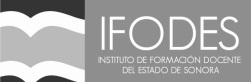 IFODES
INSTITUTO DE FORMACIÓN DOCENTE
DEL ESTADO DE SONORA